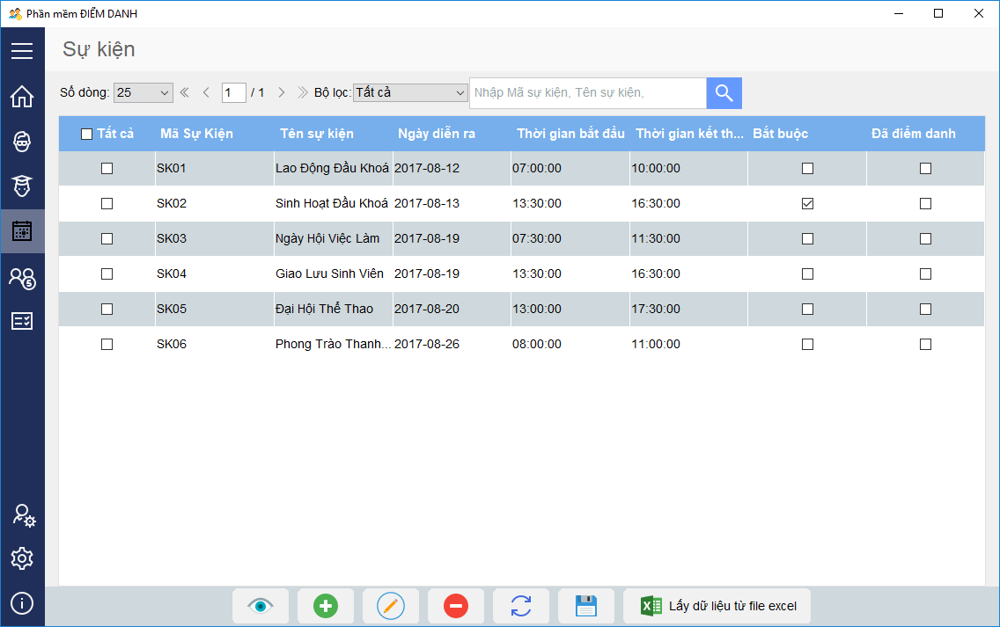 Phần mềm ĐIỂM DANH
Sự kiện
Số dòng: 25 1 / 1 Bộ lọc: Tất cả Nhập Mã sự kiện, Tên sự kiện,
Tất cả Mã Sự Kiện Tên sự kiện Ngày diễn ra Thời gian bắt đầu Thời gian kết th... Bắt buộc Đã điểm danh
SK01 Lao Động Đầu Khoá 2017-08-12 07:00:00 10:00:00
SK02 Sinh Hoạt Đầu Khoá 2017-08-13 13:30:00 16:30:00
SK03 Ngày Hội Việc Làm 2017-08-19 07:30:00 11:30:00
SK04 Giao Lưu Sinh Viên 2017-08-19 13:30:00 16:30:00
SK05 Đại Hội Thể Thao 2017-08-20 13:00:00 17:30:00
SK06 Phong Trào Thanh... 2017-08-26 08:00:00 11:00:00
Lấy dữ liệu từ file excel